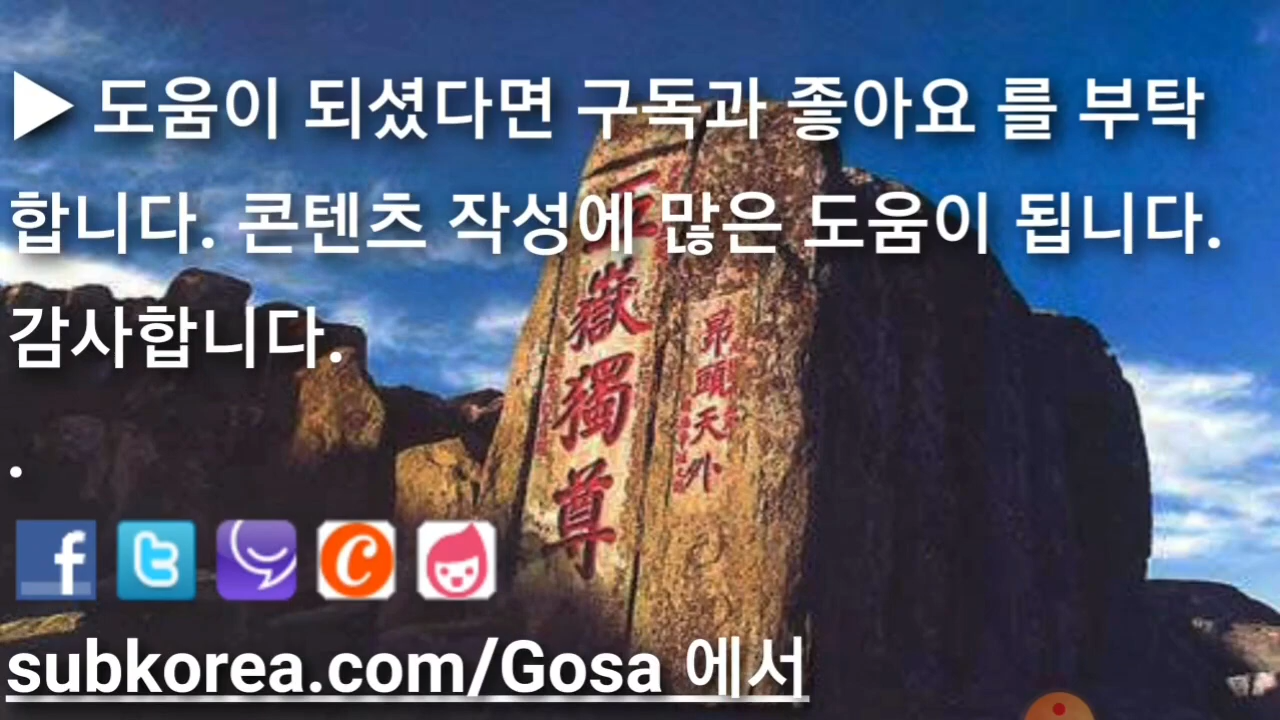 ▶ 도움이 되셨다면 구독과 좋아요 를 부탁
합니다. 콘텐츠 작성에 많은 도움이 됩니다.
감사합니다.
.
subkorea.com/Gosa 에서
五嶽獨尊
昂頭天外